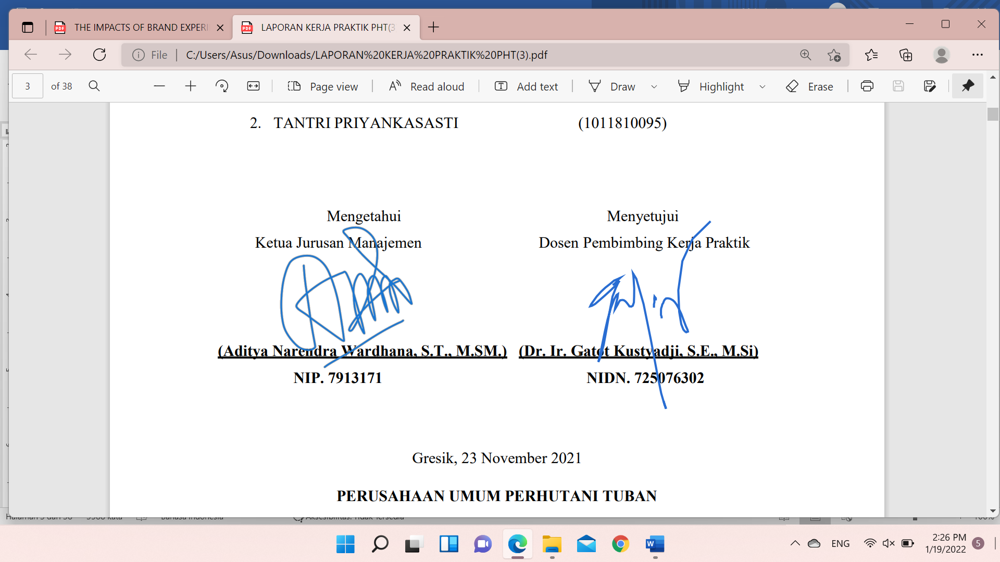 THE IMPACTS OF BRAND EXPERI
LAPORAN KERJA PRAKTIK PHT(3
File
C:/Users/Asus/Downloads/LAPORAN%20KERJA%20PRAKTIK%20PHT(3).pdf
3 of 38
Page view
Read aloud
Add text
Draw
Highlight
Erase
2. TANTRI PRIYANKASASTI (1011810095)
Mengetahui Menyetujui
Ketua Jurusan Manajemen Dosen Pembimbing Kerja Praktik
(Aditya Narendra Wardhana, S.T., M.SM.) (Dr. Ir. Gatot Kustyadji, S.E., M.Si)
NIP. 7913171 NIDN. 725076302
Gresik, 23 November 2021
PERUSAHAAN UMUM PERHUTANI TUBAN
ENG
2:26 PM
1/19/2022
5